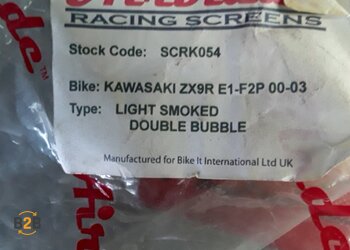 RACING SCREENS
Stock Code: SCRK054
Bike: KAWASAKI ZX9R E1-F2P 00-03
Type: LIGHT SMOKED
DOUBLE BUBBLE
Manufactured for Bike It International Ltd UK
B2B